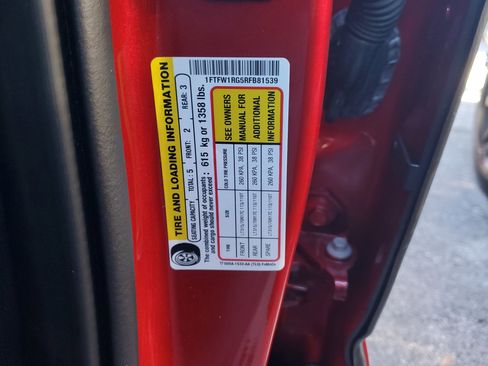 1FTFW1RG5RFB81539
TIRE AND LOADING INFORMATION
SEATING CAPACITY TOTAL: 5 FRONT: 2 REAR: 3
The combined weight of occupants and cargo should never exceed: 615 kg or 1358 lbs.
TIRE SIZE COLD TIRE PRESSURE
FRONT 260 KPA, 38 PSI
REAR 260 KPA, 38 PSI
SPARE 260 KPA, 38 PSI
SEE OWNERS
MANUAL FOR
ADDITIONAL
INFORMATION